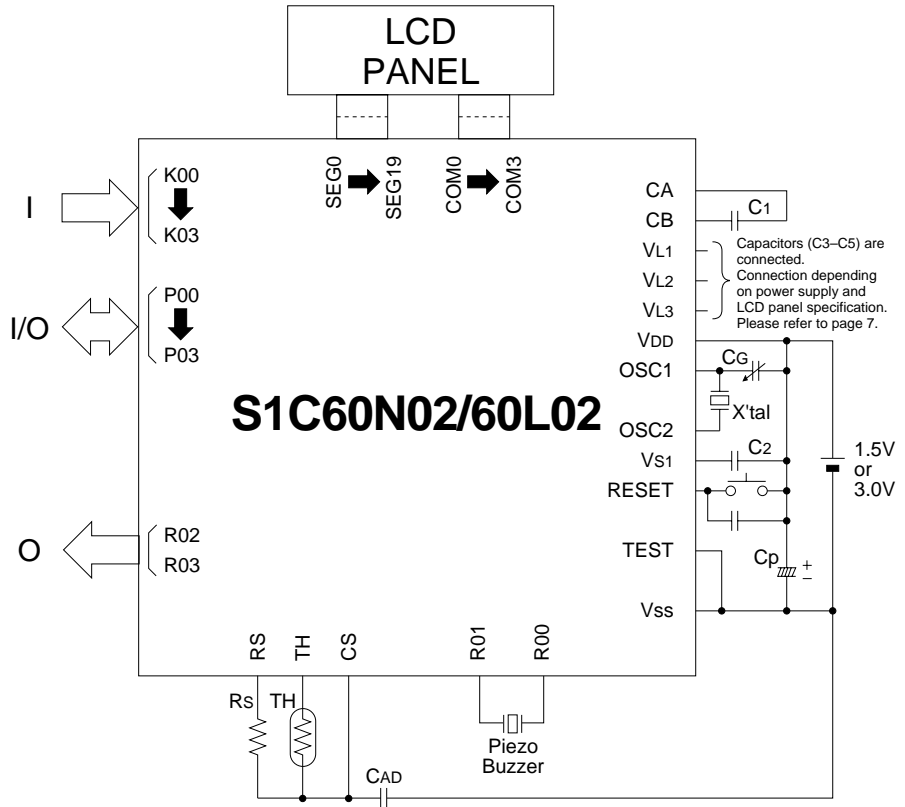 LCD
PANEL
SEG0
SEG19
COM0
COM3
I
K00
K03
I/O
P00
P03
S1C60N02/60L02
O
R02
R03
CA
CB
C1
VL1
VL2
VL3
Capacitors (C3–C5) are
connected.
Connection depending
on power supply and
LCD panel specification.
Please refer to page 7.
VDD
OSC1
CG
X'tal
OSC2
VS1
C2
RESET
TEST
Cp
+
–
VSS
1.5V
or
3.0V
RS
TH
CS
R01
R00
RS
TH
CAD
Piezo
Buzzer